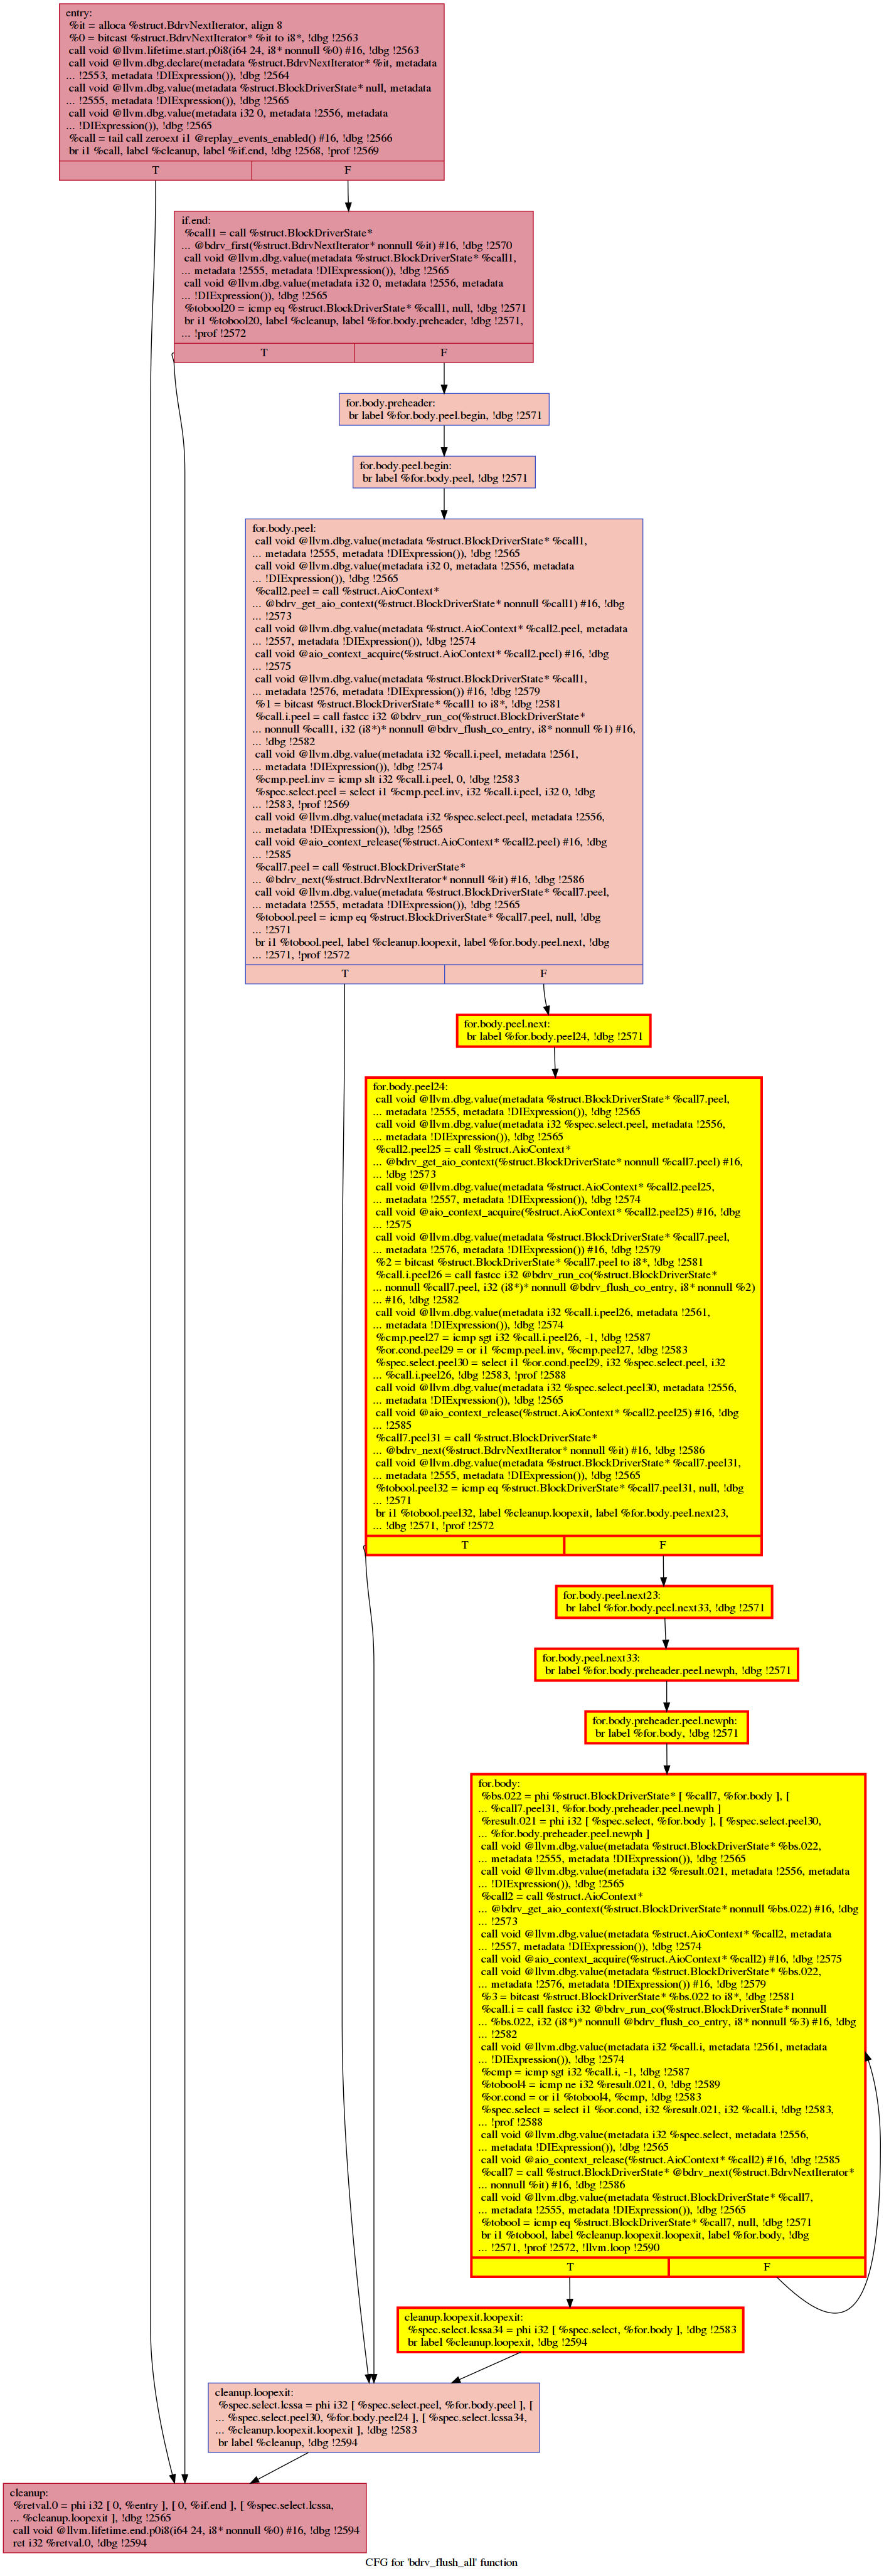 entry:
%it = alloca %struct.BdrvNextIterator, align 8
%0 = bitcast %struct.BdrvNextIterator* %it to i8*, !dbg !2563
call void @llvm.lifetime.start.p0i8(i64 24, i8* nonnull %0) #16, !dbg !2563
call void @llvm.dbg.declare(metadata %struct.BdrvNextIterator* %it, metadata
... !2553, metadata !DIExpression()), !dbg !2564
call void @llvm.dbg.value(metadata %struct.BlockDriverState* null, metadata
... !2555, metadata !DIExpression()), !dbg !2565
call void @llvm.dbg.value(metadata i32 0, metadata !2556, metadata
... !DIExpression()), !dbg !2565
%call = tail call zeroext i1 @replay_events_enabled() #16, !dbg !2566
br i1 %call, label %cleanup, label %if.end, !dbg !2568, !prof !2569
T F
if.end:
%call1 = call %struct.BlockDriverState*
... @bdrv_first(%struct.BdrvNextIterator* nonnull %it) #16, !dbg !2570
call void @llvm.dbg.value(metadata %struct.BlockDriverState* %call1,
... metadata !2555, metadata !DIExpression()), !dbg !2565
call void @llvm.dbg.value(metadata i32 0, metadata !2556, metadata
... !DIExpression()), !dbg !2565
%tobool20 = icmp eq %struct.BlockDriverState* %call1, null, !dbg !2571
br i1 %tobool20, label %cleanup, label %for.body.preheader, !dbg !2571,
... !prof !2572
T F
for.body.preheader:
br label %for.body.peel.begin, !dbg !2571
for.body.peel.begin:
br label %for.body.peel, !dbg !2571
for.body.peel:
call void @llvm.dbg.value(metadata %struct.BlockDriverState* %call1,
... metadata !2555, metadata !DIExpression()), !dbg !2565
call void @llvm.dbg.value(metadata i32 0, metadata !2556, metadata
... !DIExpression()), !dbg !2565
%call2.peel = call %struct.AioContext*
... @bdrv_get_aio_context(%struct.BlockDriverState* nonnull %call1) #16, !dbg
... !2573
call void @llvm.dbg.value(metadata %struct.AioContext* %call2.peel, metadata
... !2557, metadata !DIExpression()), !dbg !2574
call void @aio_context_acquire(%struct.AioContext* %call2.peel) #16, !dbg
... !2575
call void @llvm.dbg.value(metadata %struct.BlockDriverState* %call1,
... metadata !2576, metadata !DIExpression()) #16, !dbg !2579
%1 = bitcast %struct.BlockDriverState* %call1 to i8*, !dbg !2581
%call.i.peel = call fastcc i32 @bdrv_run_co(%struct.BlockDriverState*
... nonnull %call1, i32 (i8*)* nonnull @bdrv_flush_co_entry, i8* nonnull %1) #16,
... !dbg !2582
call void @llvm.dbg.value(metadata i32 %call.i.peel, metadata !2561,
... metadata !DIExpression()), !dbg !2574
%cmp.peel.inv = icmp slt i32 %call.i.peel, 0, !dbg !2583
%spec.select.peel = select i1 %cmp.peel.inv, i32 %call.i.peel, i32 0, !dbg
... !2583, !prof !2569
call void @llvm.dbg.value(metadata i32 %spec.select.peel, metadata !2556,
... metadata !DIExpression()), !dbg !2565
call void @aio_context_release(%struct.AioContext* %call2.peel) #16, !dbg
... !2585
%call7.peel = call %struct.BlockDriverState*
... @bdrv_next(%struct.BdrvNextIterator* nonnull %it) #16, !dbg !2586
call void @llvm.dbg.value(metadata %struct.BlockDriverState* %call7.peel,
... metadata !2555, metadata !DIExpression()), !dbg !2565
%tobool.peel = icmp eq %struct.BlockDriverState* %call7.peel, null, !dbg
... !2571
br i1 %tobool.peel, label %cleanup.loopexit, label %for.body.peel.next, !dbg
... !2571, !prof !2572
T F
for.body.peel.next:
br label %for.body.peel24, !dbg !2571
for.body.peel24:
call void @llvm.dbg.value(metadata %struct.BlockDriverState* %call7.peel,
... metadata !2555, metadata !DIExpression()), !dbg !2565
call void @llvm.dbg.value(metadata i32 %spec.select.peel, metadata !2556,
... metadata !DIExpression()), !dbg !2565
%call2.peel25 = call %struct.AioContext*
... @bdrv_get_aio_context(%struct.BlockDriverState* nonnull %call7.peel) #16,
... !dbg !2573
call void @llvm.dbg.value(metadata %struct.AioContext* %call2.peel25,
... metadata !2557, metadata !DIExpression()), !dbg !2574
call void @aio_context_acquire(%struct.AioContext* %call2.peel25) #16, !dbg
... !2575
call void @llvm.dbg.value(metadata %struct.BlockDriverState* %call7.peel,
... metadata !2576, metadata !DIExpression()) #16, !dbg !2579
%2 = bitcast %struct.BlockDriverState* %call7.peel to i8*, !dbg !2581
%call.i.peel26 = call fastcc i32 @bdrv_run_co(%struct.BlockDriverState*
... nonnull %call7.peel, i32 (i8*)* nonnull @bdrv_flush_co_entry, i8* nonnull %2)
... #16, !dbg !2582
call void @llvm.dbg.value(metadata i32 %call.i.peel26, metadata !2561,
... metadata !DIExpression()), !dbg !2574
%cmp.peel27 = icmp sgt i32 %call.i.peel26, -1, !dbg !2587
%or.cond.peel29 = or i1 %cmp.peel.inv, %cmp.peel27, !dbg !2583
%spec.select.peel30 = select i1 %or.cond.peel29, i32 %spec.select.peel, i32
... %call.i.peel26, !dbg !2583, !prof !2588
call void @llvm.dbg.value(metadata i32 %spec.select.peel30, metadata !2556,
... metadata !DIExpression()), !dbg !2565
call void @aio_context_release(%struct.AioContext* %call2.peel25) #16, !dbg
... !2585
%call7.peel31 = call %struct.BlockDriverState*
... @bdrv_next(%struct.BdrvNextIterator* nonnull %it) #16, !dbg !2586
call void @llvm.dbg.value(metadata %struct.BlockDriverState* %call7.peel31,
... metadata !2555, metadata !DIExpression()), !dbg !2565
%tobool.peel32 = icmp eq %struct.BlockDriverState* %call7.peel31, null, !dbg
... !2571
br i1 %tobool.peel32, label %cleanup.loopexit, label %for.body.peel.next23,
... !dbg !2571, !prof !2572
T F
for.body.peel.next23:
br label %for.body.peel.next33, !dbg !2571
for.body.peel.next33:
br label %for.body.preheader.peel.newph, !dbg !2571
for.body.preheader.peel.newph:
br label %for.body, !dbg !2571
for.body:
%bs.022 = phi %struct.BlockDriverState* [ %call7, %for.body ], [
... %call7.peel31, %for.body.preheader.peel.newph ]
%result.021 = phi i32 [ %spec.select, %for.body ], [ %spec.select.peel30,
... %for.body.preheader.peel.newph ]
call void @llvm.dbg.value(metadata %struct.BlockDriverState* %bs.022,
... metadata !2555, metadata !DIExpression()), !dbg !2565
call void @llvm.dbg.value(metadata i32 %result.021, metadata !2556, metadata
... !DIExpression()), !dbg !2565
%call2 = call %struct.AioContext*
... @bdrv_get_aio_context(%struct.BlockDriverState* nonnull %bs.022) #16, !dbg
... !2573
call void @llvm.dbg.value(metadata %struct.AioContext* %call2, metadata
... !2557, metadata !DIExpression()), !dbg !2574
call void @aio_context_acquire(%struct.AioContext* %call2) #16, !dbg !2575
call void @llvm.dbg.value(metadata %struct.BlockDriverState* %bs.022,
... metadata !2576, metadata !DIExpression()) #16, !dbg !2579
%3 = bitcast %struct.BlockDriverState* %bs.022 to i8*, !dbg !2581
%call.i = call fastcc i32 @bdrv_run_co(%struct.BlockDriverState* nonnull
... %bs.022, i32 (i8*)* nonnull @bdrv_flush_co_entry, i8* nonnull %3) #16, !dbg
... !2582
call void @llvm.dbg.value(metadata i32 %call.i, metadata !2561, metadata
... !DIExpression()), !dbg !2574
%cmp = icmp sgt i32 %call.i, -1, !dbg !2587
%tobool4 = icmp ne i32 %result.021, 0, !dbg !2589
%or.cond = or i1 %tobool4, %cmp, !dbg !2583
%spec.select = select i1 %or.cond, i32 %result.021, i32 %call.i, !dbg !2583,
... !prof !2588
call void @llvm.dbg.value(metadata i32 %spec.select, metadata !2556,
... metadata !DIExpression()), !dbg !2565
call void @aio_context_release(%struct.AioContext* %call2) #16, !dbg !2585
%call7 = call %struct.BlockDriverState* @bdrv_next(%struct.BdrvNextIterator*
... nonnull %it) #16, !dbg !2586
call void @llvm.dbg.value(metadata %struct.BlockDriverState* %call7,
... metadata !2555, metadata !DIExpression()), !dbg !2565
%tobool = icmp eq %struct.BlockDriverState* %call7, null, !dbg !2571
br i1 %tobool, label %cleanup.loopexit.loopexit, label %for.body, !dbg
... !2571, !prof !2572, !llvm.loop !2590
T F
cleanup.loopexit.loopexit:
%spec.select.lcssa34 = phi i32 [ %spec.select, %for.body ], !dbg !2583
br label %cleanup.loopexit, !dbg !2594
cleanup.loopexit:
%spec.select.lcssa = phi i32 [ %spec.select.peel, %for.body.peel ], [
... %spec.select.peel30, %for.body.peel24 ], [ %spec.select.lcssa34,
... %cleanup.loopexit.loopexit ], !dbg !2583
br label %cleanup, !dbg !2594
cleanup:
%retval.0 = phi i32 [ 0, %entry ], [ 0, %if.end ], [ %spec.select.lcssa,
... %cleanup.loopexit ], !dbg !2565
call void @llvm.lifetime.end.p0i8(i64 24, i8* nonnull %0) #16, !dbg !2594
ret i32 %retval.0, !dbg !2594
CFG for 'bdrv_flush_all' function